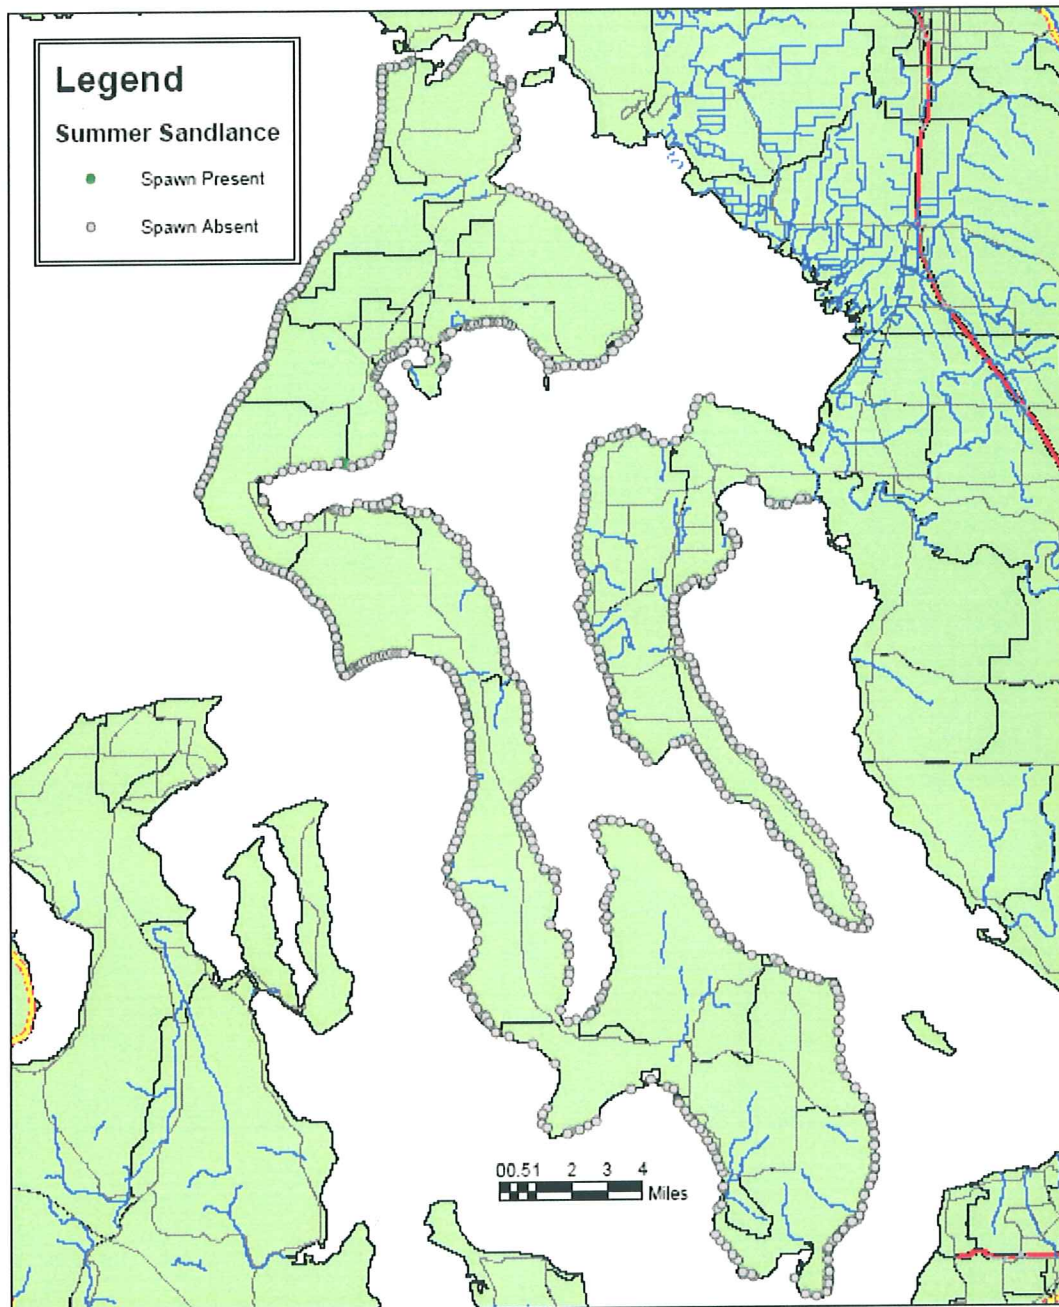 Legend
Summer Sandlance
Spawn Present
Spawn Absent
00.51 2 3 4
Miles